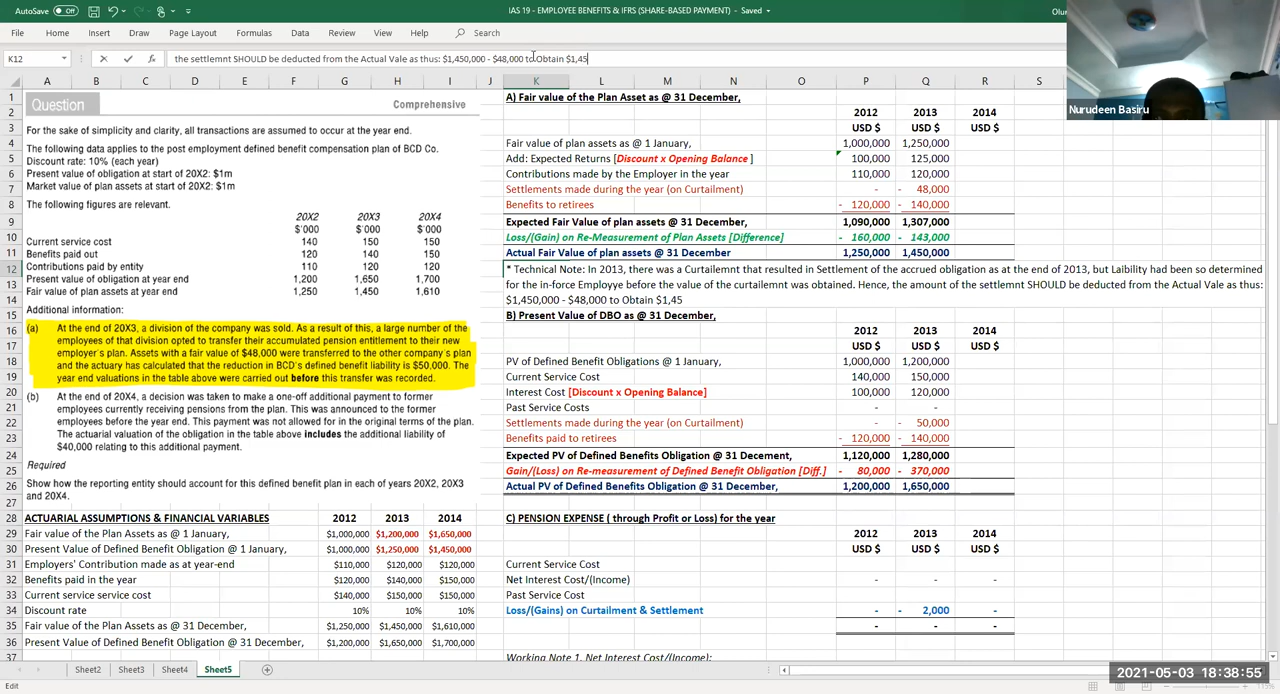 AutoSave Off IAS 19 - EMPLOYEE BENEFITS & IFRS (SHARE-BASED PAYMENT) - Saved
File Home Insert Draw Page Layout Formulas Data Review View Help Search
K12 fx the settlemnt SHOULD be deducted from the Actual Vale as thus: $1,450,000 - $48,000 to Obtain $1,45
Nurudeen Basiru
A B C D E F G H I J K L M N O P Q R S
Question Comprehensive
For the sake of simplicity and clarity, all transactions are assumed to occur at the year end.
The following data applies to the post employment defined benefit compensation plan of BCD Co.
Discount rate: 10% (each year)
Present value of obligation at start of 20X2: $1m
Market value of plan assets at start of 20X2: $1m
The following figures are relevant.
20X2 20X3 20X4
$'000 $'000 $'000
Current service cost 140 150 150
Benefits paid out 120 140 150
Contributions paid by entity 110 120 120
Present value of obligation at year end 1,200 1,650 1,700
Fair value of plan assets at year end 1,250 1,450 1,610
Additional information:
(a) At the end of 20X3, a division of the company was sold. As a result of this, a large number of the
employees of that division opted to transfer their accumulated pension entitlement to their new
employer's plan. Assets with a fair value of $48,000 were transferred to the other company's plan
and the actuary has calculated that the reduction in BCD's defined benefit liability is $50,000. The
year end valuations in the table above were carried out before this transfer was recorded.
(b) At the end of 20X4, a decision was taken to make a one-off additional payment to former
employees currently receiving pensions from the plan. This was announced to the former
employees before the year end. This payment was not allowed for in the original terms of the plan.
The actuarial valuation of the obligation in the table above includes the additional liability of
$40,000 relating to this additional payment.
Required
Show how the reporting entity should account for this defined benefit plan in each of years 20X2, 20X3
and 20X4.
ACTUARIAL ASSUMPTIONS & FINANCIAL VARIABLES 2012 2013 2014
Fair value of the Plan Assets as @ 1 January, $1,000,000 $1,200,000 $1,650,000
Present Value of Defined Benefit Obligation @ 1 January, $1,000,000 $1,250,000 $1,450,000
Employers' Contribution made as at year-end $110,000 $120,000 $120,000
Benefits paid in the year $120,000 $140,000 $150,000
Current service service cost $140,000 $150,000 $150,000
Discount rate 10% 10% 10%
Fair value of the Plan Assets as @ 31 December, $1,250,000 $1,450,000 $1,610,000
Present Value of Defined Benefit Obligation @ 31 December, $1,200,000 $1,650,000 $1,700,000
A) Fair value of the Plan Asset as @ 31 December,
2012 2013 2014
USD $ USD $ USD $
Fair value of plan assets as @ 1 January, 1,000,000 1,250,000
Add: Expected Returns [Discount x Opening Balance ] 100,000 125,000
Contributions made by the Employer in the year 110,000 120,000
Settlements made during the year (on Curtailment) - - 48,000
Benefits to retirees - 120,000 - 140,000
Expected Fair Value of plan assets @ 31 December, 1,090,000 1,307,000
Loss/(Gain) on Re-Measurement of Plan Assets [Difference] - 160,000 - 143,000
Actual Fair Value of plan assets @ 31 December 1,250,000 1,450,000
* Technical Note: In 2013, there was a Curtailemnt that resulted in Settlement of the accrued obligation as at the end of 2013, but Laibility had been so determined
for the in-force Employye before the value of the curtailemnt was obtained. Hence, the amount of the settlemnt SHOULD be deducted from the Actual Vale as thus:
$1,450,000 - $48,000 to Obtain $1,45
B) Present Value of DBO as @ 31 December,
2012 2013 2014
USD $ USD $ USD $
PV of Defined Benefit Obligations @ 1 January, 1,000,000 1,200,000
Current Service Cost 140,000 150,000
Interest Cost [Discount x Opening Balance] 100,000 120,000
Past Service Costs - -
Settlements made during the year (on Curtailment) - - 50,000
Benefits paid to retirees - 120,000 - 140,000
Expected PV of Defined Benefits Obligation @ 31 Decement, 1,120,000 1,280,000
Gain/(Loss) on Re-measurement of Defined Benefit Obligation [Diff.] - 80,000 - 370,000
Actual PV of Defined Benefits Obligation @ 31 December, 1,200,000 1,650,000
C) PENSION EXPENSE ( through Profit or Loss) for the year
2012 2013 2014
USD $ USD $ USD $
Current Service Cost
Net Interest Cost/(Income) - - -
Past Service Cost
Loss/(Gains) on Curtailment & Settlement - - 2,000 -
- - -
Working Note 1. Net Interest Cost/(Income):
Sheet2 Sheet3 Sheet4 Sheet5
Edit
2021-05-03 18:38:55